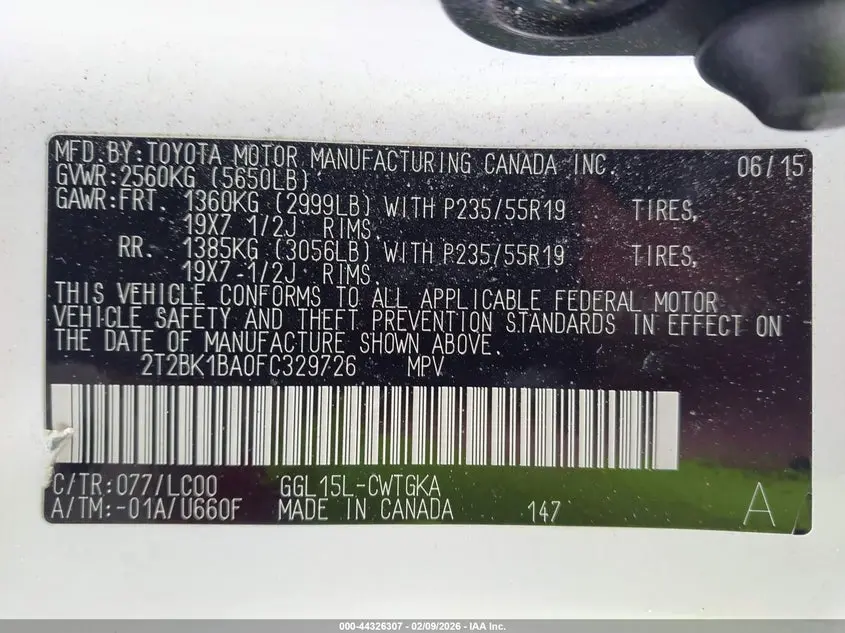 MFD.BY:TOYOTA MOTOR MANUFACTURING CANADA INC. 06/15
GVWR:2560KG (5650LB)
GAWR:FRT. 1360KG (2999LB) WITH P235/55R19 TIRES,
19X7 1/2J RIMS.
RR. 1385KG (3056LB) WITH P235/55R19 TIRES,
19X7 1/2J RIMS.
THIS VEHICLE CONFORMS TO ALL APPLICABLE FEDERAL MOTOR
VEHICLE SAFETY AND THEFT PREVENTION STANDARDS IN EFFECT ON
THE DATE OF MANUFACTURE SHOWN ABOVE.
2T2BK1BA0FC329726 MPV
C/TR:077/LC00 GGL15L-CWTGKA
A/TM:-01A/U660F MADE IN CANADA 147 A
000-44326307 - 02/09/2026 - IAA Inc.